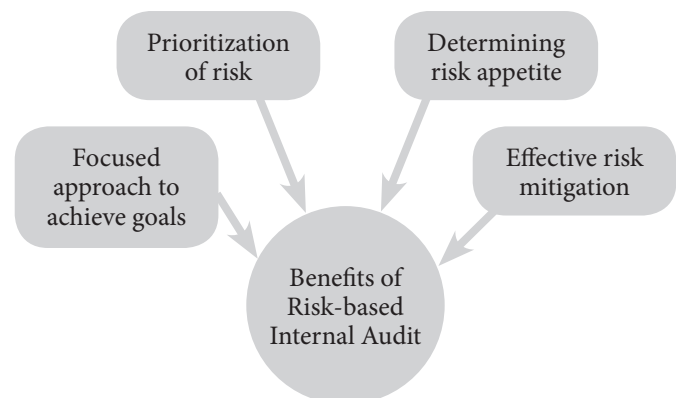 Prioritization
of risk
Determining
risk appetite
Focused
approach to
achieve goals
Effective risk
mitigation
Benefits of
Risk-based
Internal Audit